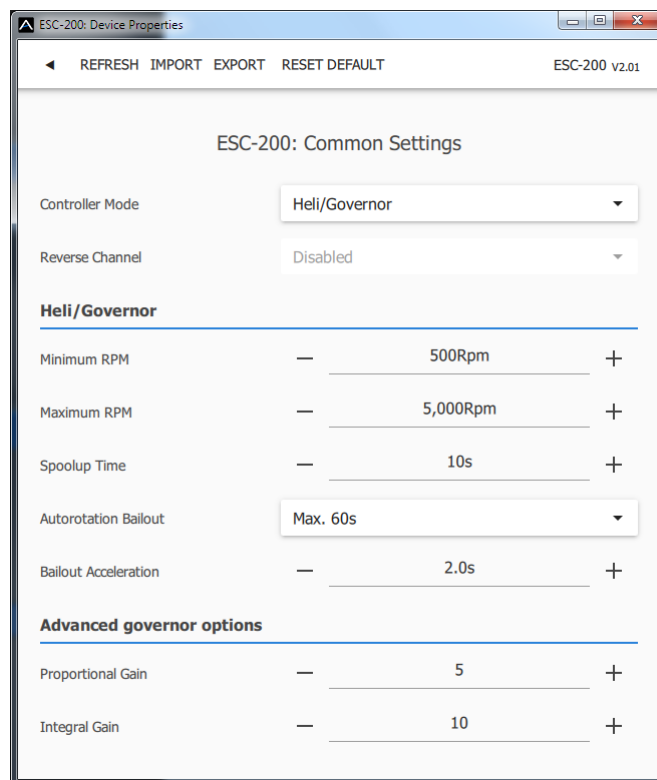 ESC-200: Device Properties
REFRESH IMPORT EXPORT RESET DEFAULT ESC-200 V2.01
ESC-200: Common Settings
Controller Mode Heli/Governor
Reverse Channel Disabled
Heli/Governor
Minimum RPM — 500Rpm +
Maximum RPM — 5,000Rpm +
Spoolup Time — 10s +
Autorotation Bailout Max. 60s
Bailout Acceleration — 2.0s +
Advanced governor options
Proportional Gain — 5 +
Integral Gain — 10 +